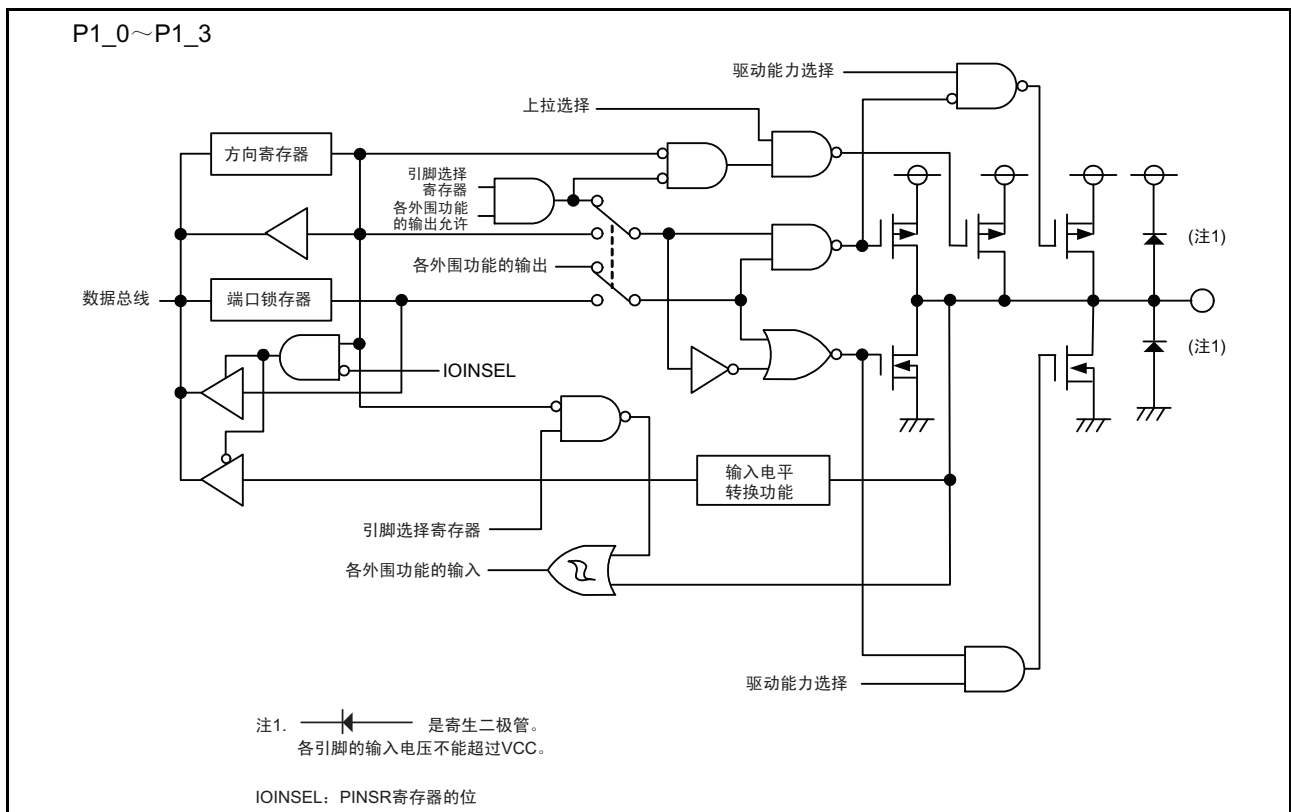 P1_0～P1_3
驱动能力选择
上拉选择
方向寄存器
引脚选择
寄存器
各外围功能
的输出允许
(注1)
各外围功能的输出
数据总线
端口锁存器
(注1)
IOINSEL
输入电平
转换功能
引脚选择寄存器
各外围功能的输入
驱动能力选择
注1. 是寄生二极管。
各引脚的输入电压不能超过VCC。
IOINSEL：PINSR寄存器的位